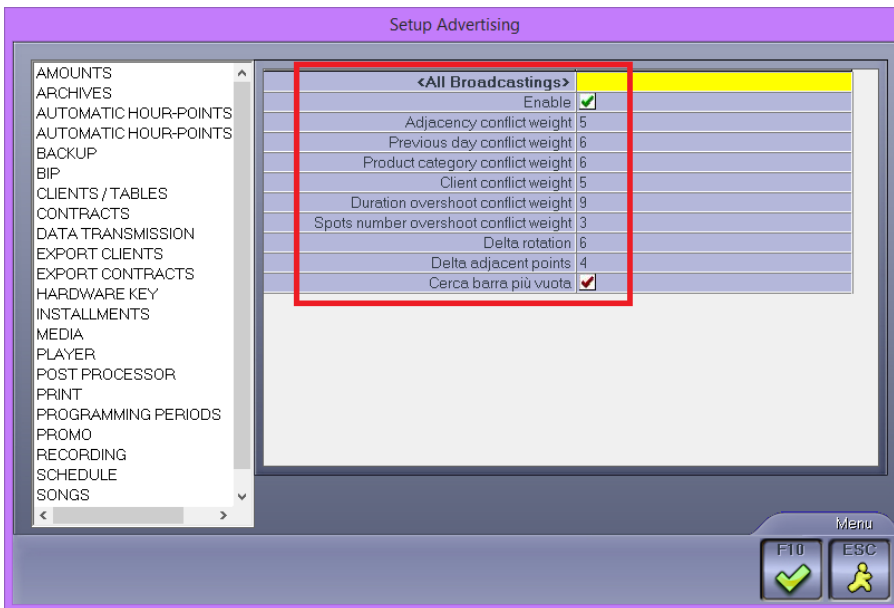 Setup Advertising
AMOUNTS
ARCHIVES
AUTOMATIC HOUR-POINTS
AUTOMATIC HOUR-POINTS
BACKUP
BIP
CLIENTS / TABLES
CONTRACTS
DATA TRANSMISSION
EXPORT CLIENTS
EXPORT CONTRACTS
HARDWARE KEY
INSTALLMENTS
MEDIA
PLAYER
POST PROCESSOR
PRINT
PROGRAMMING PERIODS
PROMO
RECORDING
SCHEDULE
SONGS
<All Broadcastings>
Enable
Adjacency conflict weight 5
Previous day conflict weight 6
Product category conflict weight 6
Client conflict weight 5
Duration overshoot conflict weight 9
Spots number overshoot conflict weight 3
Delta rotation 6
Delta adjacent points 4
Cerca barra più vuota
Menu
F10 ESC